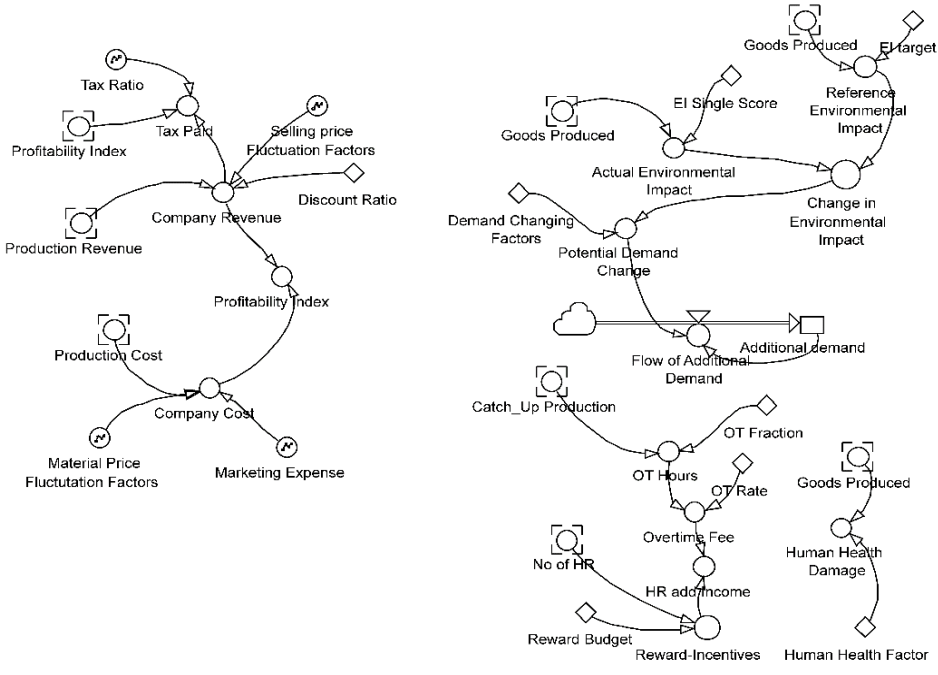 Tax Ratio
Profitability Index
Tax Paid
Selling price
Fluctuation Factors
Discount Ratio
Company Revenue
Production Revenue
Profitability Index
Production Cost
Company Cost
Material Price
Fluctutation Factors
Marketing Expense
Goods Produced
EI target
Reference
Environmental
Impact
EI Single Score
Goods Produced
Actual Environmental
Impact
Change in
Environmental
Impact
Demand Changing
Factors
Potential Demand
Change
Additional demand
Flow of Additional
Demand
Catch_Up Production
OT Fraction
OT Hours
OT Rate
Overtime Fee
No of HR
HR add income
Reward Budget
Reward-Incentives
Goods Produced
Human Health
Damage
Human Health Factor